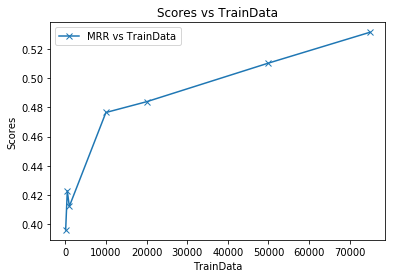 Scores vs TrainData
MRR vs TrainData
Scores
0.52
0.50
0.48
0.46
0.44
0.42
0.40
0 10000 20000 30000 40000 50000 60000 70000
TrainData